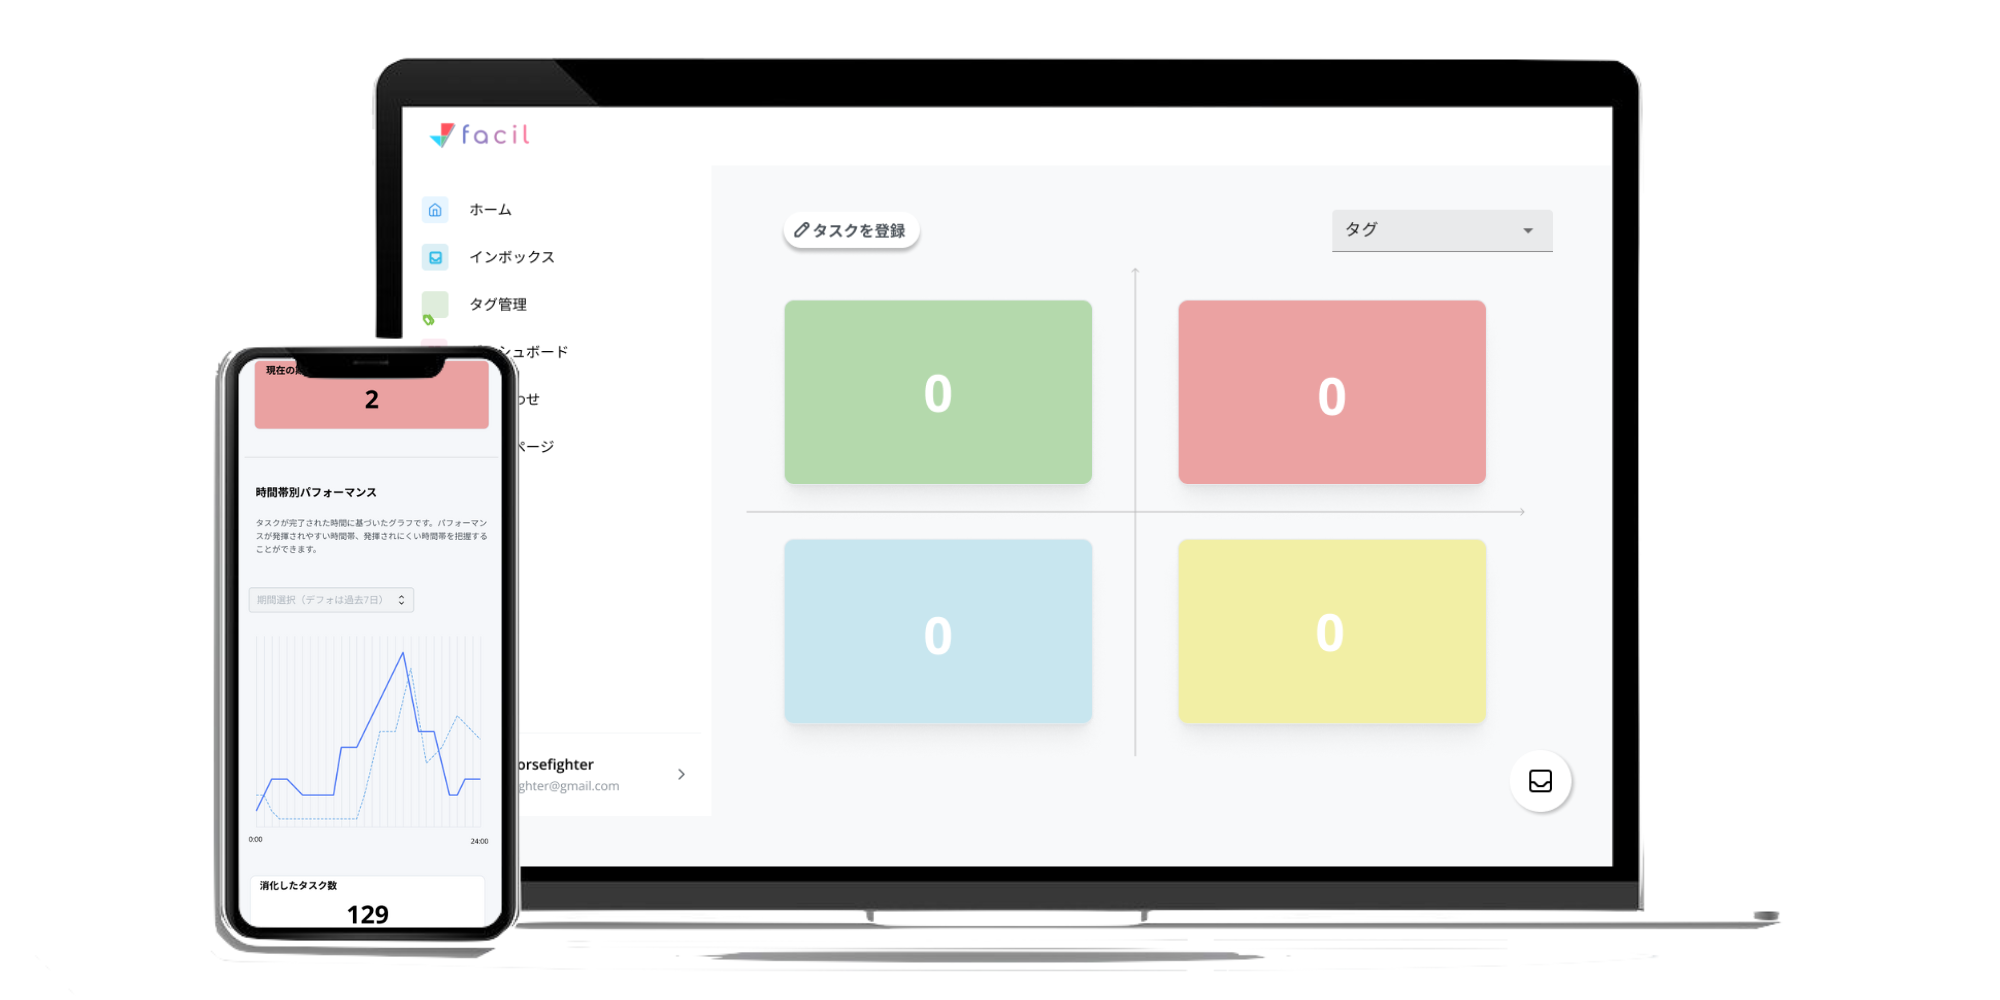 facil
ホーム
インボックス
タグ管理
シュボード
わせ
ページ
orsefighter
ghter@gmail.com
タスクを登録
タグ
0
0
0
0
現在の
2
時間帯別パフォーマンス
タスクが完了された時間に基づいたグラフです。パフォーマン
スが発揮されやすい時間帯、発揮されにくい時間帯を把握する
ことができます。
期間選択（デフォは過去7日）
0:00
24:00
消化したタスク数
129